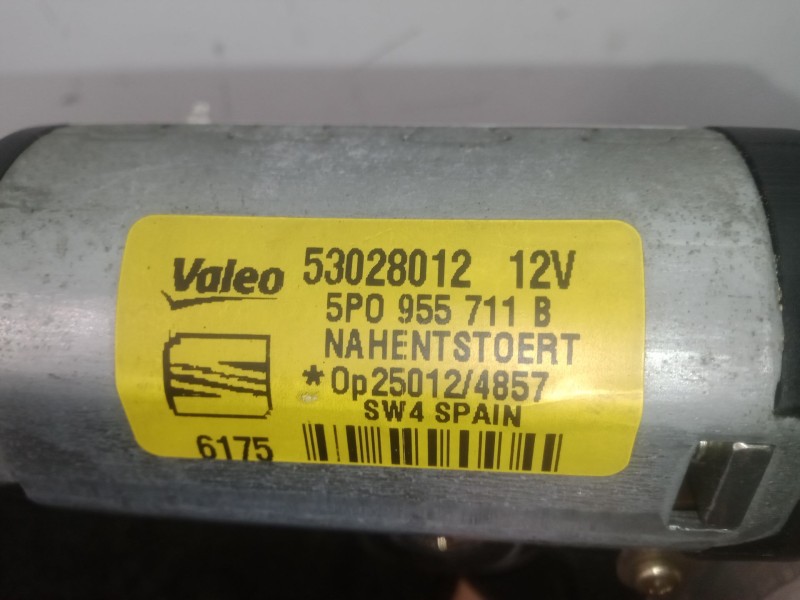 Valeo 53028012 12V
5P0 955 711 B
NAHENTSTOERT
*Op25012/4857
SW4 SPAIN
6175